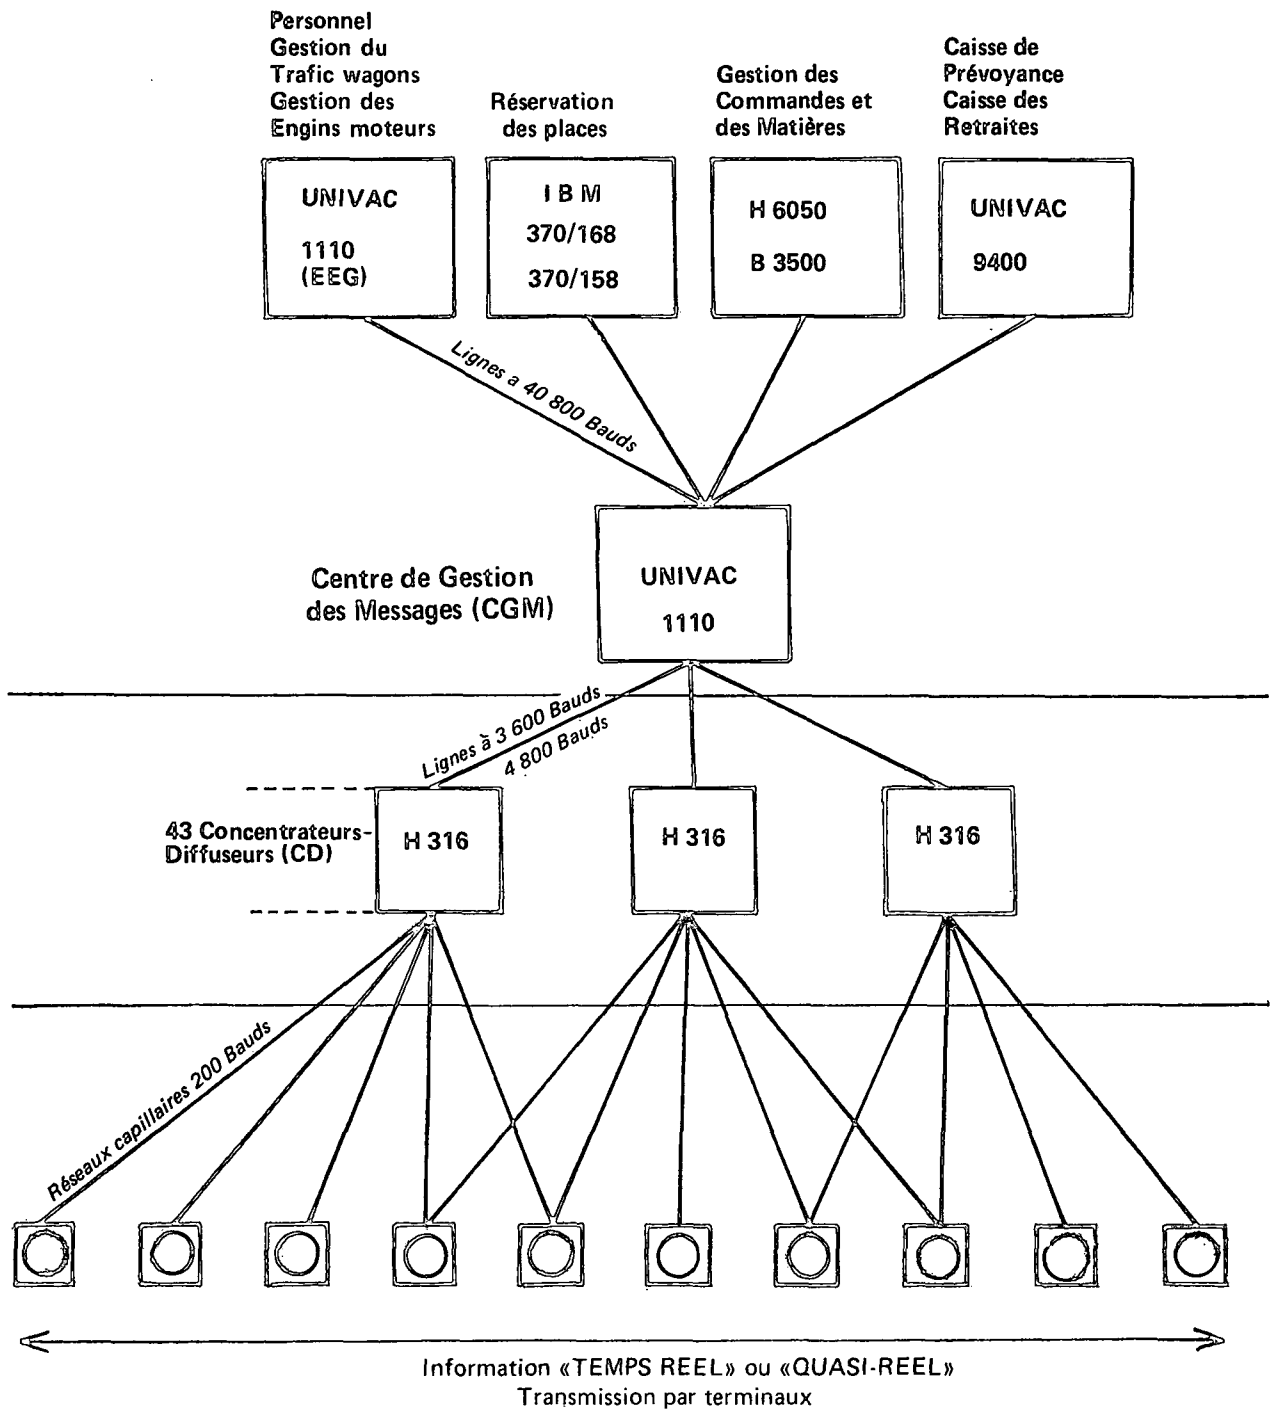 Personnel
Gestion du
Trafic wagons
Gestion des
Engins moteurs
Réservation
des places
Gestion des
Commandes et
des Matières
Caisse de
Prévoyance
Caisse des
Retraites
UNIVAC
1110
(EEG)
I B M
370/168
370/158
H 6050
B 3500
UNIVAC
9400
Lignes a 40 800 Bauds
Centre de Gestion
des Messages (CGM)
UNIVAC
1110
Lignes à 3 600 Bauds
4 800 Bauds
43 Concentrateurs-
Diffuseurs (CD)
H 316
H 316
H 316
Réseaux capillaires 200 Bauds
Information «TEMPS REEL» ou «QUASI-REEL»
Transmission par terminaux